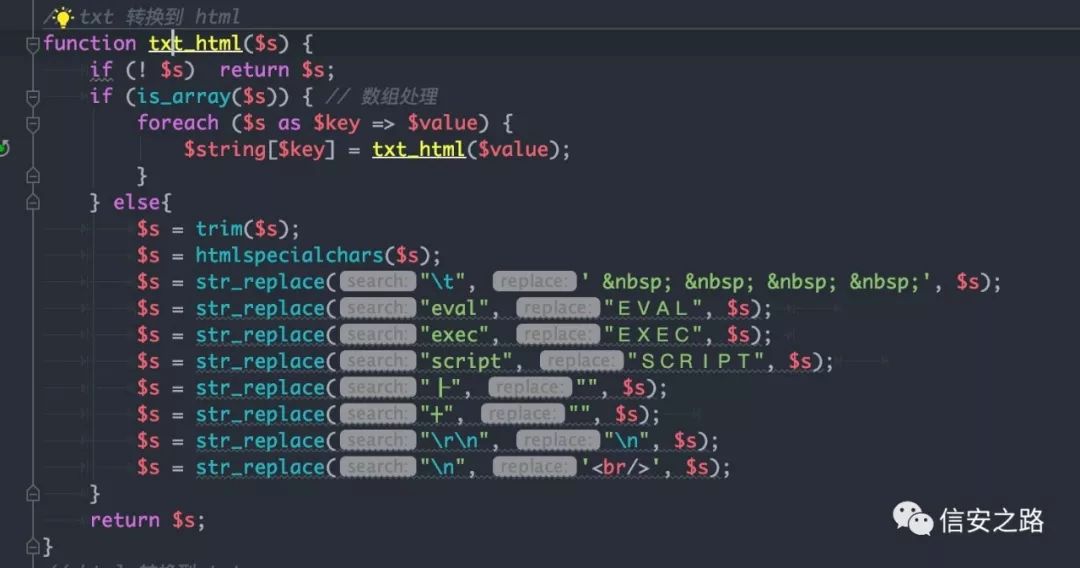 // txt 转换到 html
function txt_html($s) {
    if (! $s)  return $s;
    if (is_array($s)) { // 数组处理
        foreach ($s as $key => $value) {
            $string[$key] = txt_html($value);
        }
    } else{
        $s = trim($s);
        $s = htmlspecialchars($s);
        $s = str_replace( search: "\t", replace: ' &nbsp; &nbsp; &nbsp; &nbsp;', $s);
        $s = str_replace( search: "eval", replace: "ＥＶＡＬ", $s);
        $s = str_replace( search: "exec", replace: "ＥＸＥＣ", $s);
        $s = str_replace( search: "script", replace: "ＳＣＲＩＰＴ", $s);
        $s = str_replace( search: "├", replace: "", $s);
        $s = str_replace( search: "┼", replace: "", $s);
        $s = str_replace( search: "\r\n", replace: "\n", $s);
        $s = str_replace( search: "\n", replace: '<br/>', $s);
    }
    return $s;
}
信安之路